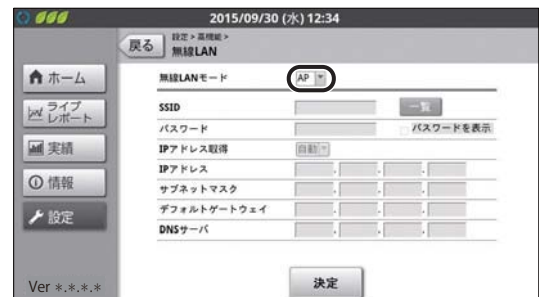 2015/09/30 (水) 12:34
戻る
設定 > 高機能 >
無線LAN
ホーム
ライブ
レポート
実績
情報
設定
Ver *.*.*.*
無線LANモード AP
SSID 一覧
パスワード パスワードを表示
IPアドレス取得 自動
IPアドレス . . .
サブネットマスク . . .
デフォルトゲートウェイ . . .
DNSサーバ . . .
決定